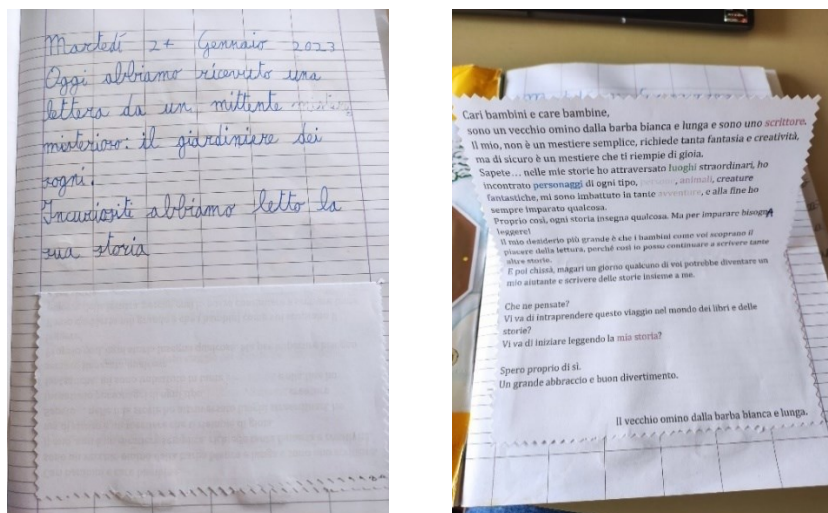 Martedì 24 Gennaio 2023
Oggi abbiamo ricevuto una
lettera da un mittente
misterioso: il giardiniere dei
sogni.
Incuriositi abbiamo letto la
sua storia
Cari bambini e care bambine,
sono un vecchio omino dalla barba bianca e lunga e sono uno scrittore.
Il mio, non è un mestiere semplice, richiede tanta fantasia e creatività,
ma di sicuro è un mestiere che ti riempie di gioia.
Sapete... nelle mie storie ho attraversato luoghi straordinari, ho
incontrato personaggi di ogni tipo, persone, animali, creature
fantastiche, mi sono imbattuto in tante avventure, e alla fine ho
sempre imparato qualcosa.
Proprio così, ogni storia insegna qualcosa. Ma per imparare bisogna
leggere!
Il mio desiderio più grande è che i bambini come voi scoprano il
piacere della lettura, perché così io posso continuare a scrivere tante
altre storie.
E poi chissà, magari un giorno qualcuno di voi potrebbe diventare un
mio aiutante e scrivere delle storie insieme a me.
Che ne pensate?
Vi va di intraprendere questo viaggio nel mondo dei libri e delle
storie?
Vi va di iniziare leggendo la mia storia?
Spero proprio di sì.
Un grande abbraccio e buon divertimento.
Il vecchio omino dalla barba bianca e lunga.